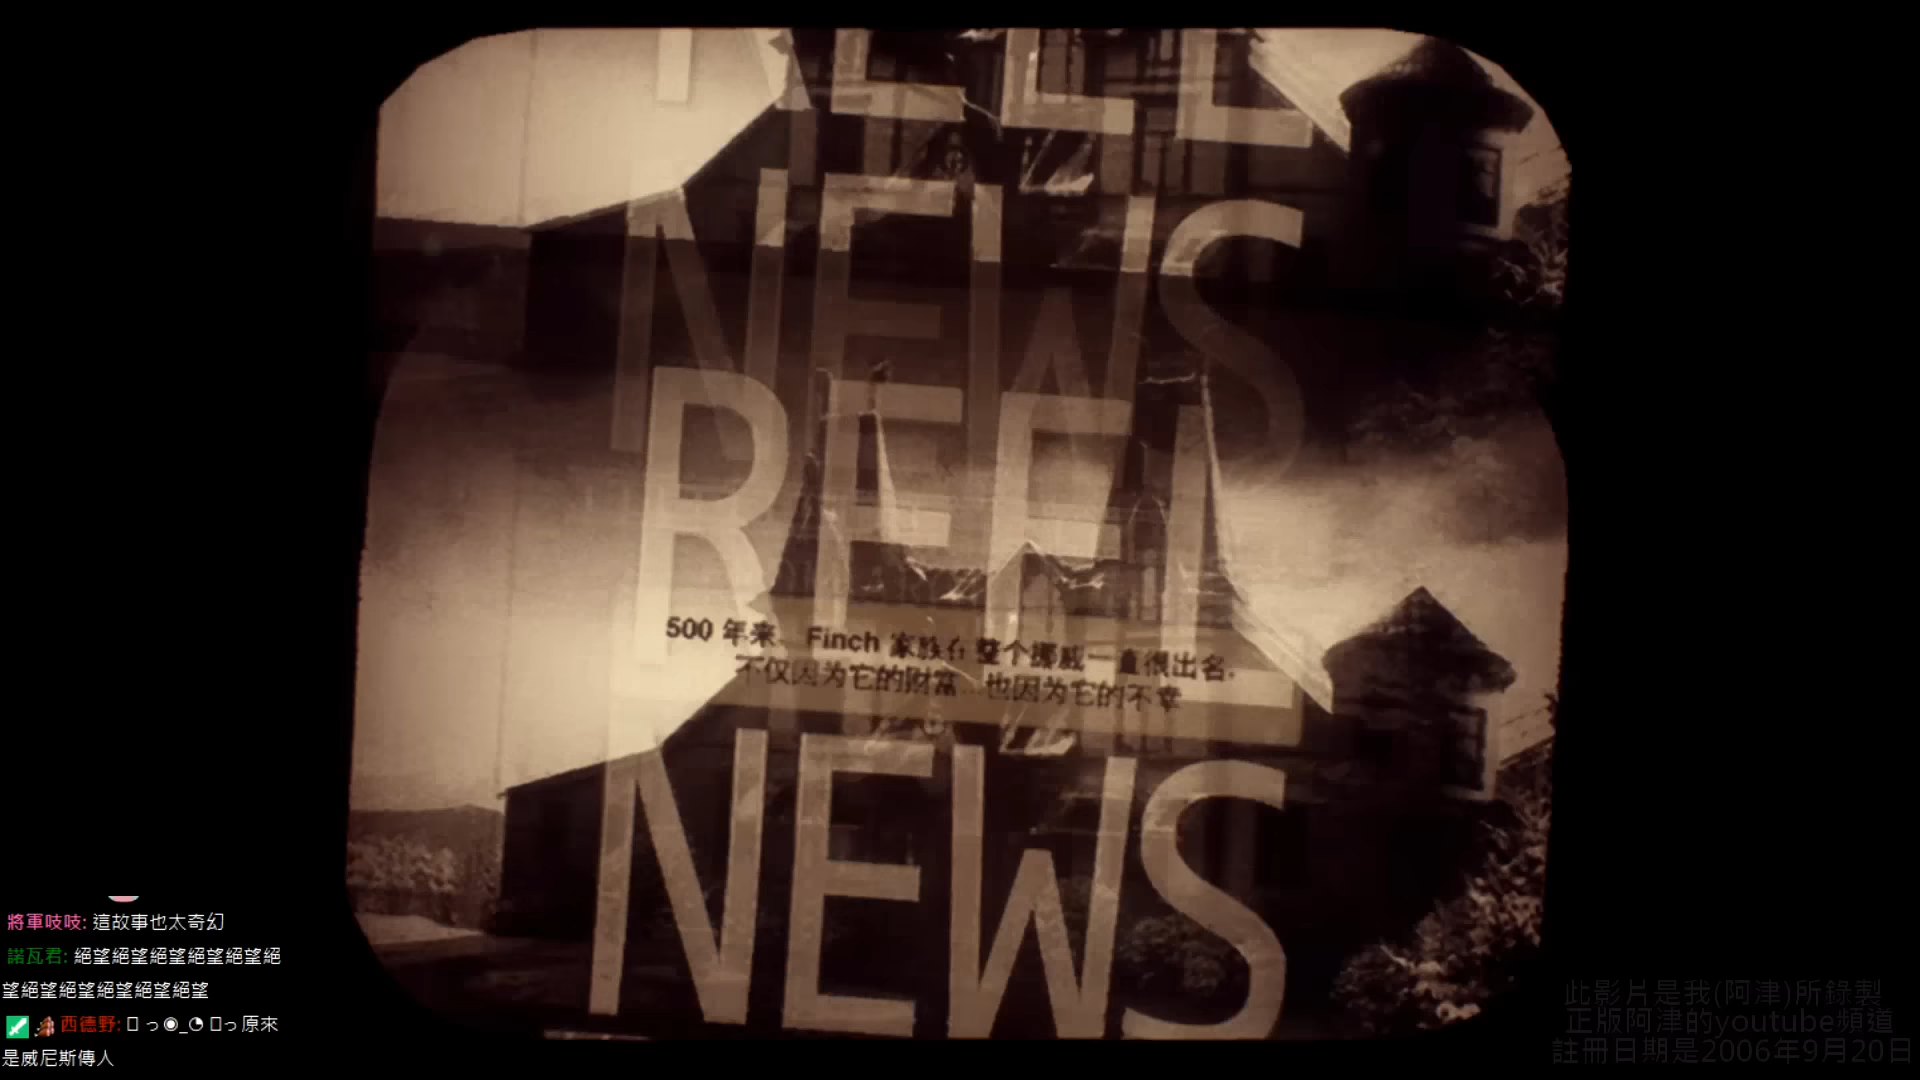 REEL
NEWS
REEL
500 年来，Finch 家族在整个挪威一直很出名.
不仅因为它的财富...也因为它的不幸
NEWS
將軍吱吱: 這故事也太奇幻
諾瓦君: 絕望絕望絕望絕望絕望絕
望絕望絕望絕望絕望絕望
西德野: っ◉_◔ っ原來
是威尼斯傳人
此影片是我(阿津)所錄製
正版阿津的youtube頻道
註冊日期是2006年9月20日